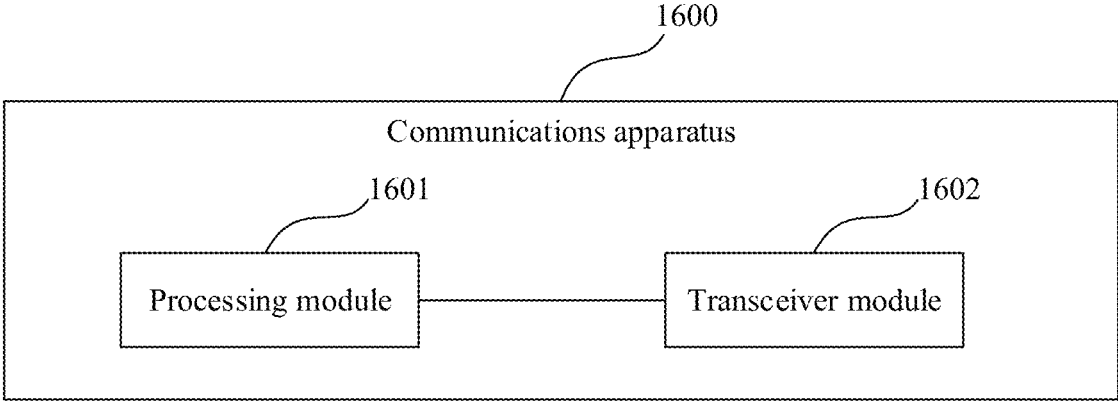 1600
Communications apparatus
1601
1602
Processing module
Transceiver module